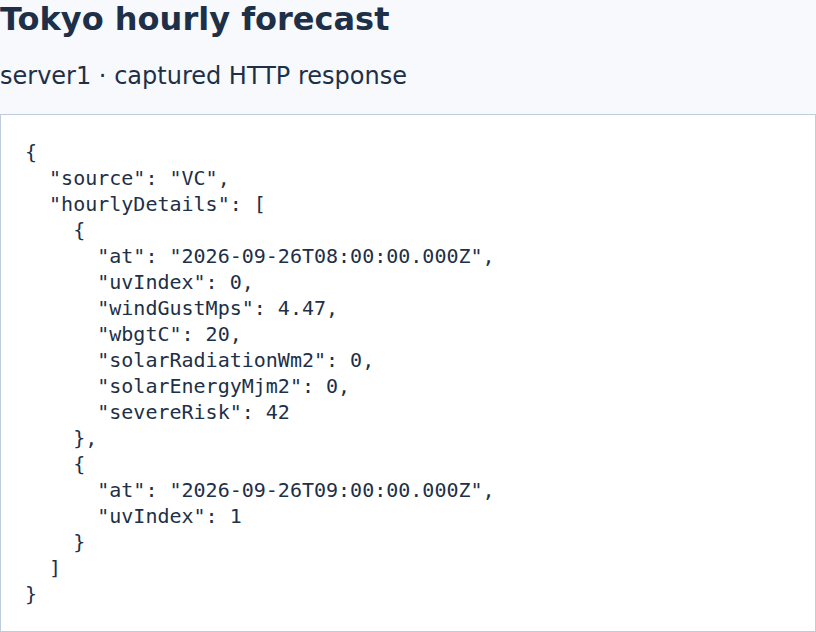 Tokyo hourly forecast
server1 · captured HTTP response
{
  "source": "VC",
  "hourlyDetails": [
    {
      "at": "2026-09-26T08:00:00.000Z",
      "uvIndex": 0,
      "windGustMps": 4.47,
      "wbgtC": 20,
      "solarRadiationWm2": 0,
      "solarEnergyMjm2": 0,
      "severeRisk": 42
    },
    {
      "at": "2026-09-26T09:00:00.000Z",
      "uvIndex": 1
    }
  ]
}